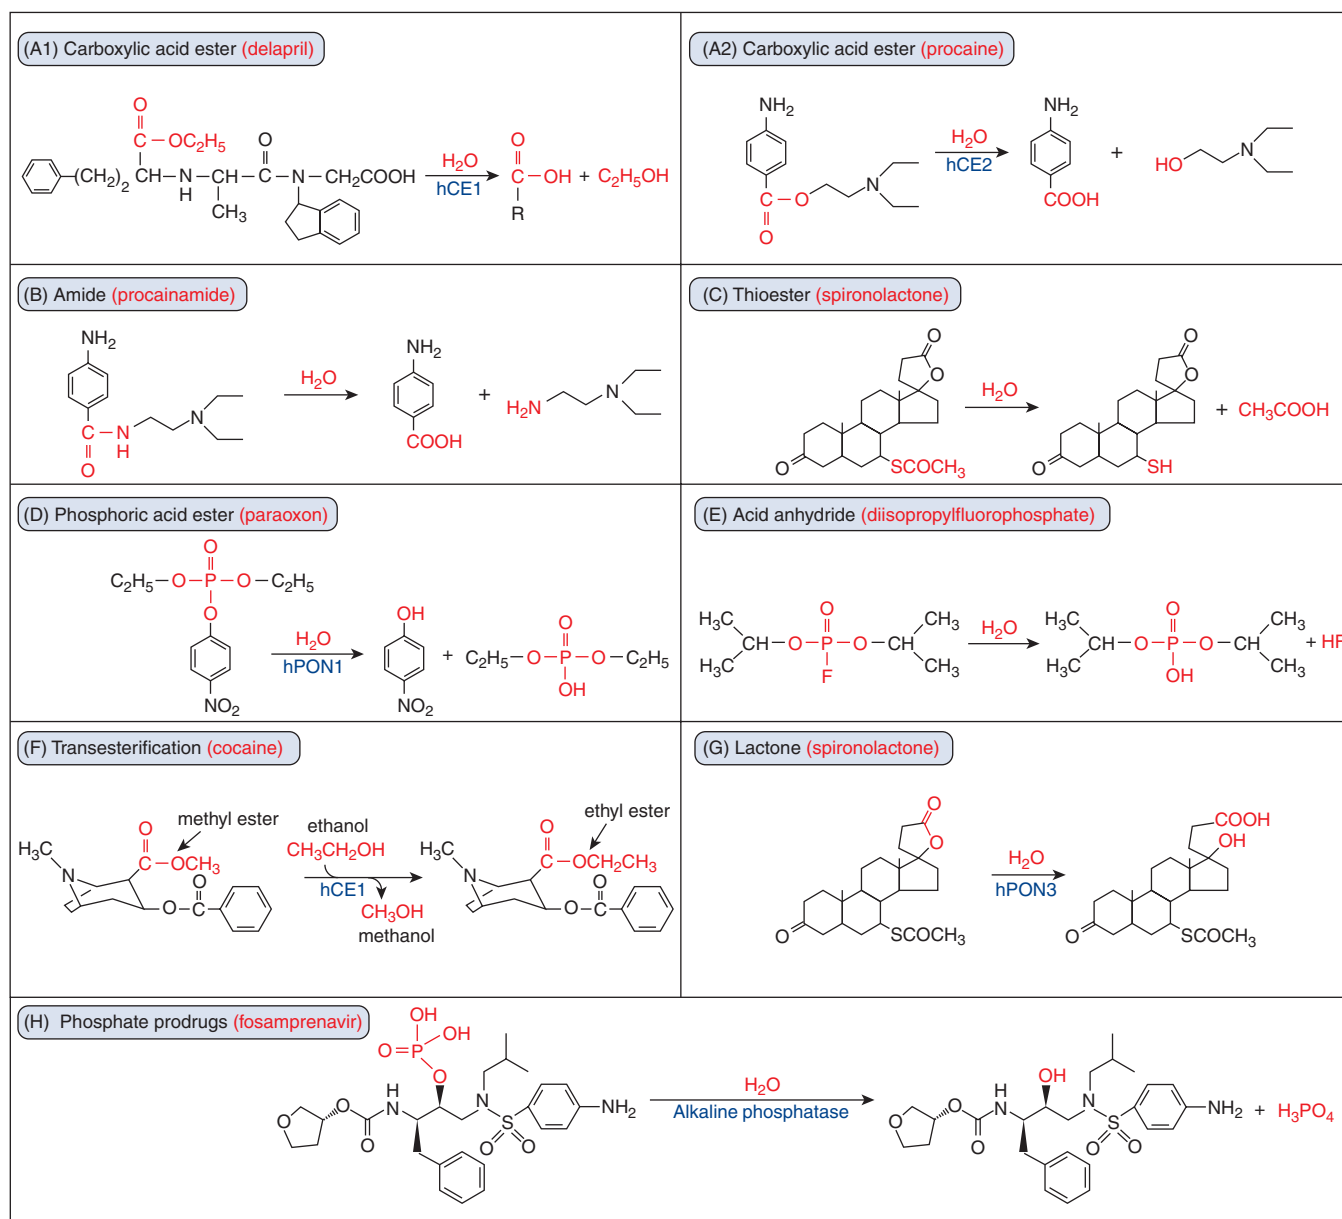 (A1) Carboxylic acid ester (delapril)
O
C
OC2H5
O
(CH2)2
CH
N
H
CH
C
N
CH2COOH
CH3
H2O
hCE1
O
C
OH
R
+ C2H5OH
(A2) Carboxylic acid ester (procaine)
NH2
C
O
O
N
H2O
hCE2
NH2
COOH
+
HO
N
(B) Amide (procainamide)
NH2
C
O
N
H
N
H2O
NH2
COOH
+
H2N
N
(C) Thioester (spironolactone)
O
O
O
SCOCH3
H2O
O
O
O
SH
+ CH3COOH
(D) Phosphoric acid ester (paraoxon)
O
C2H5 O P O C2H5
O
NO2
H2O
hPON1
OH
NO2
+
O
C2H5 O P O C2H5
OH
(E) Acid anhydride (diisopropylfluorophosphate)
H3C
CH
H3C
O
O
P
F
O
CH3
CH
CH3
H2O
H3C
CH
H3C
O
O
P
OH
O
CH3
CH
CH3
+ HF
(F) Transesterification (cocaine)
methyl ester
H3C
N
O
C
OCH3
O
O
C
ethanol
CH3CH2OH
hCE1
CH3OH
methanol
ethyl ester
H3C
N
O
C
OCH2CH3
O
O
C
(G) Lactone (spironolactone)
O
O
O
SCOCH3
H2O
hPON3
COOH
OH
O
SCOCH3
(H) Phosphate prodrugs (fosamprenavir)
OH
OH
O
P
O
O
O
O
H
N
N
S
O
O
NH2
H2O
Alkaline phosphatase
OH
O
O
O
H
N
N
S
O
O
NH2
+ H3PO4